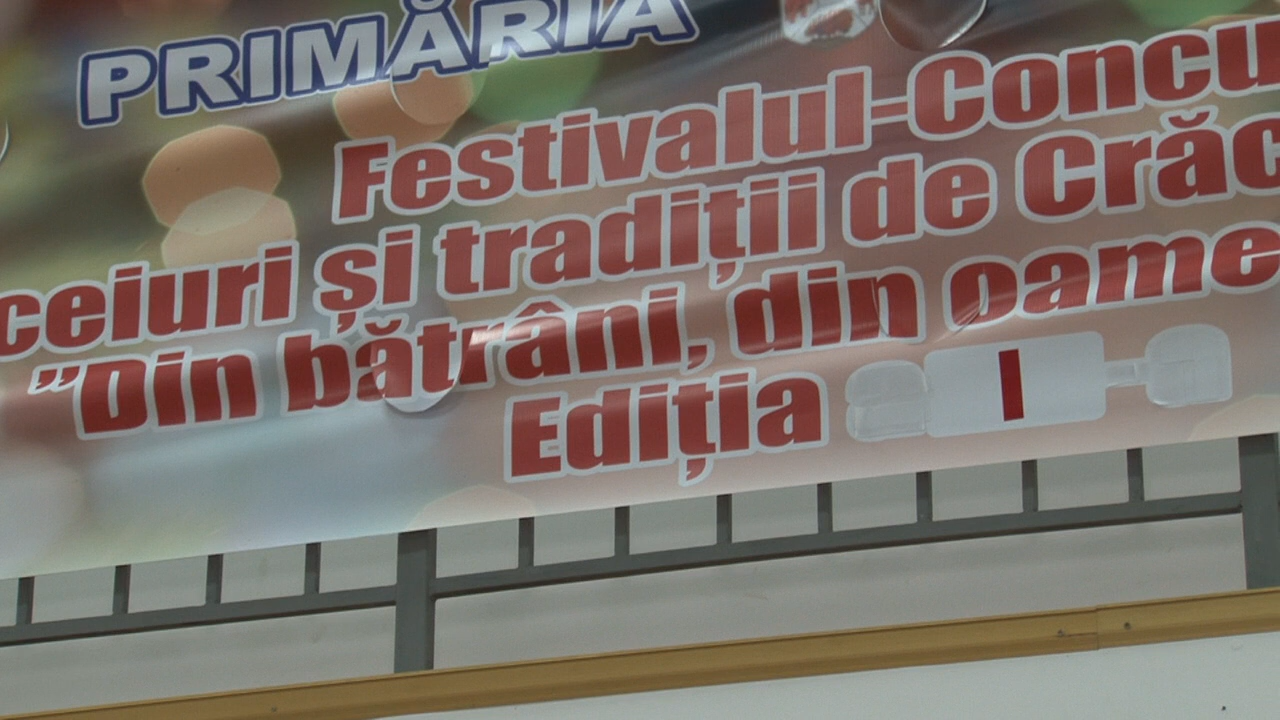 PRIMĂRIA
Festivalul-Concu
ceiuri și tradiții de Crăc
"Din bătrâni, din oame
Ediția I